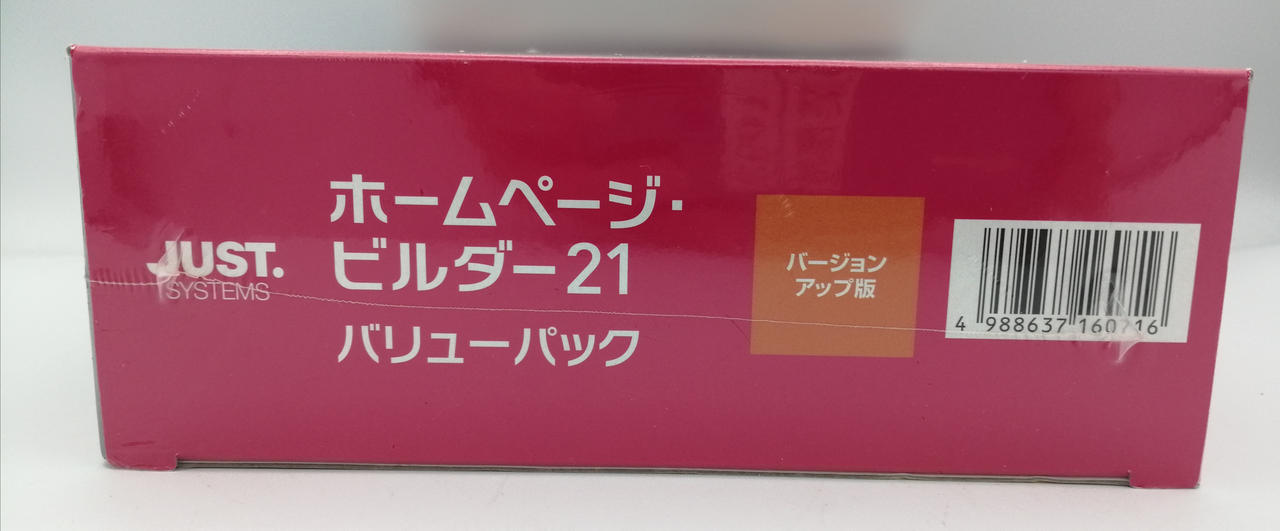 JUST.
SYSTEMS
ホームページ・
ビルダー21
バリューパック
バージョン
アップ版
4 988637 160716